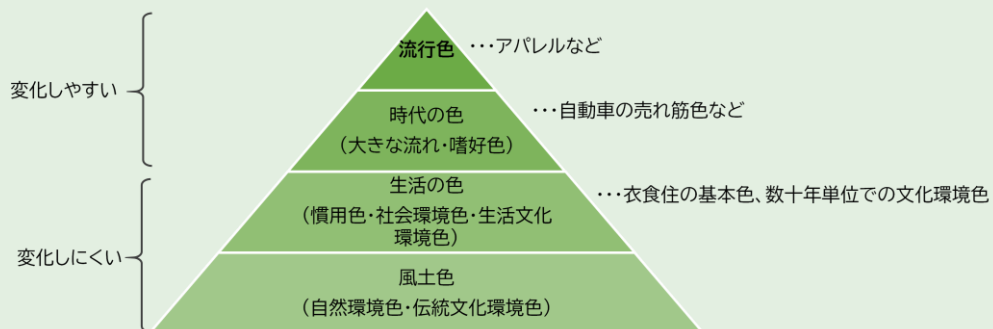 流行色
･･･アパレルなど
変化しやすい
時代の色
（大きな流れ・嗜好色）
･･･自動車の売れ筋色など
生活の色
（慣用色・社会環境色・生活文化
環境色）
･･･衣食住の基本色、数十年単位での文化環境色
変化しにくい
風土色
（自然環境色・伝統文化環境色）